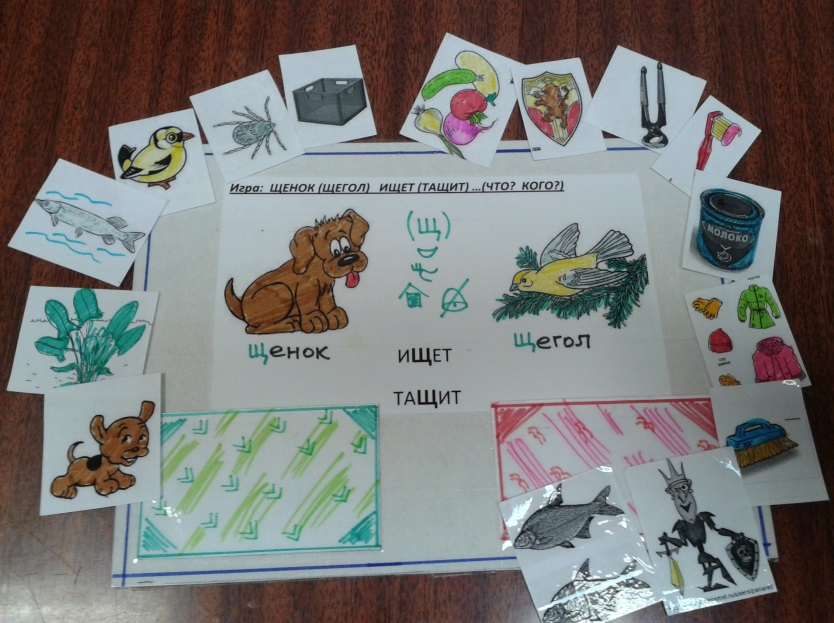 Игра: ЩЕНОК (ЩЕГОЛ) ИЩЕТ (ТАЩИТ) ...(ЧТО? КОГО?)
(Щ)
щенок
щегол
ИЩЕТ
ТАЩИТ
МОЛОКО